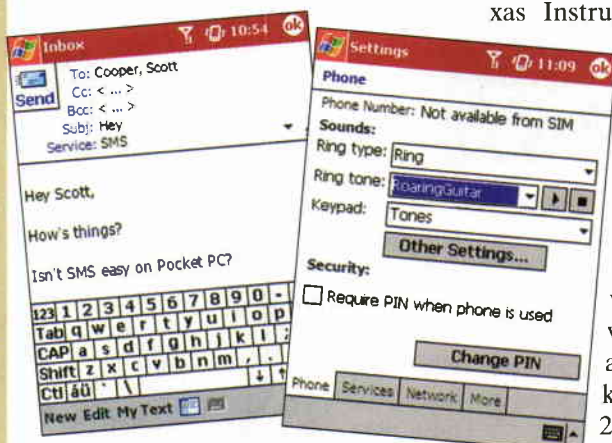 xas Instru
Inbox 10:54 ok
Send
To: Cooper, Scott
Cc: < ... >
Bcc: < ... >
Subj: Hey
Service: SMS
Hey Scott,
How's things?
Isn't SMS easy on Pocket PC?
123 1 2 3 4 5 6 7 8 9 0 -
Tab q w e r t y u i o p
CAP a s d f g h j k l ;
Shift z x c v b n m , .
Ctl áü ` \ ↓ ↑
New Edit My Text
Settings 11:09 ok
Phone
Phone Number: Not available from SIM
Sounds:
Ring type: Ring
Ring tone: RoaringGuitar
Keypad: Tones
Other Settings...
Security:
Require PIN when phone is used
Change PIN
Phone Services Network More
a
k
2